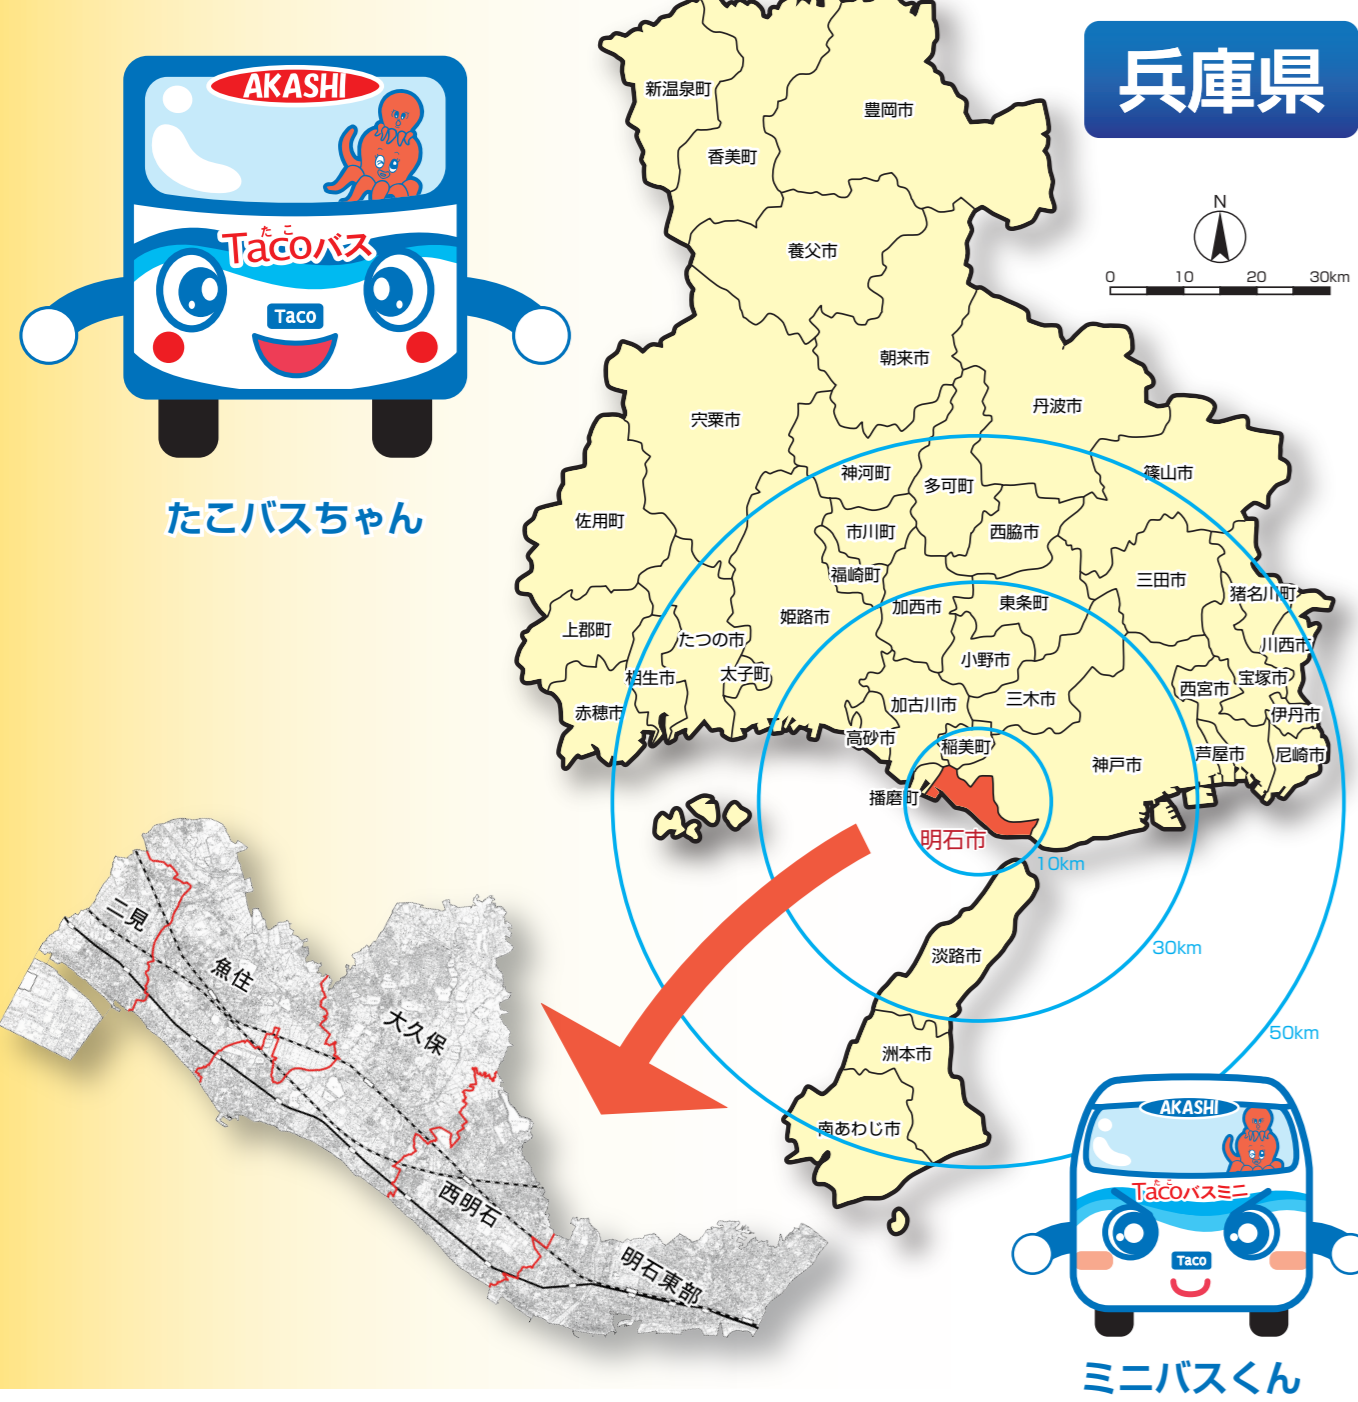 兵庫県
AKASHI
たこ
Tacoバス
Taco
たこバスちゃん
N
0 10 20 30km
新温泉町
香美町
豊岡市
養父市
朝来市
宍粟市
丹波市
神河町
多可町
篠山市
佐用町
市川町
西脇市
福崎町
三田市
猪名川町
加西市
東条町
姫路市
上郡町
たつの市
川西市
小野市
相生市
太子町
宝塚市
西宮市
三木市
加古川市
赤穂市
伊丹市
高砂市
稲美町
芦屋市
尼崎市
神戸市
播磨町
明石市
10km
30km
50km
淡路市
洲本市
南あわじ市
二見
魚住
大久保
西明石
明石東部
AKASHI
たこ
Tacoバスミニ
Taco
ミニバスくん